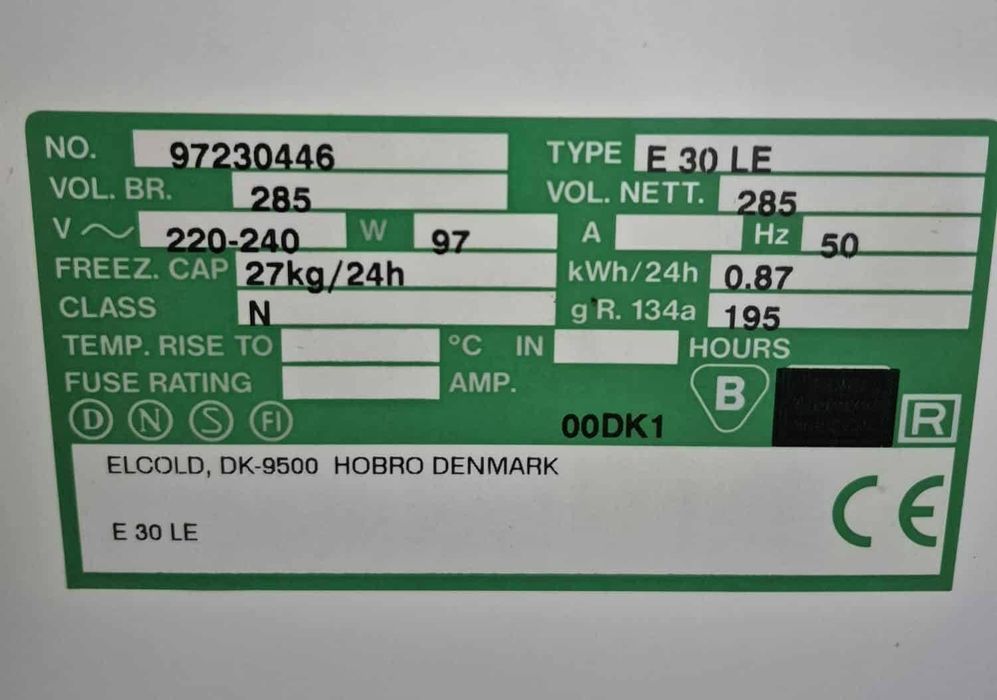 NO. 97230446 TYPE E 30 LE
VOL. BR. 285 VOL. NETT. 285
V ~ 220-240 W 97 A Hz 50
FREEZ. CAP 27kg/24h kWh/24h 0.87
CLASS N g R. 134a 195
TEMP. RISE TO °C IN HOURS
FUSE RATING AMP.
D N S FI 00DK1 B R
ELCOLD, DK-9500 HOBRO DENMARK
CE
E 30 LE